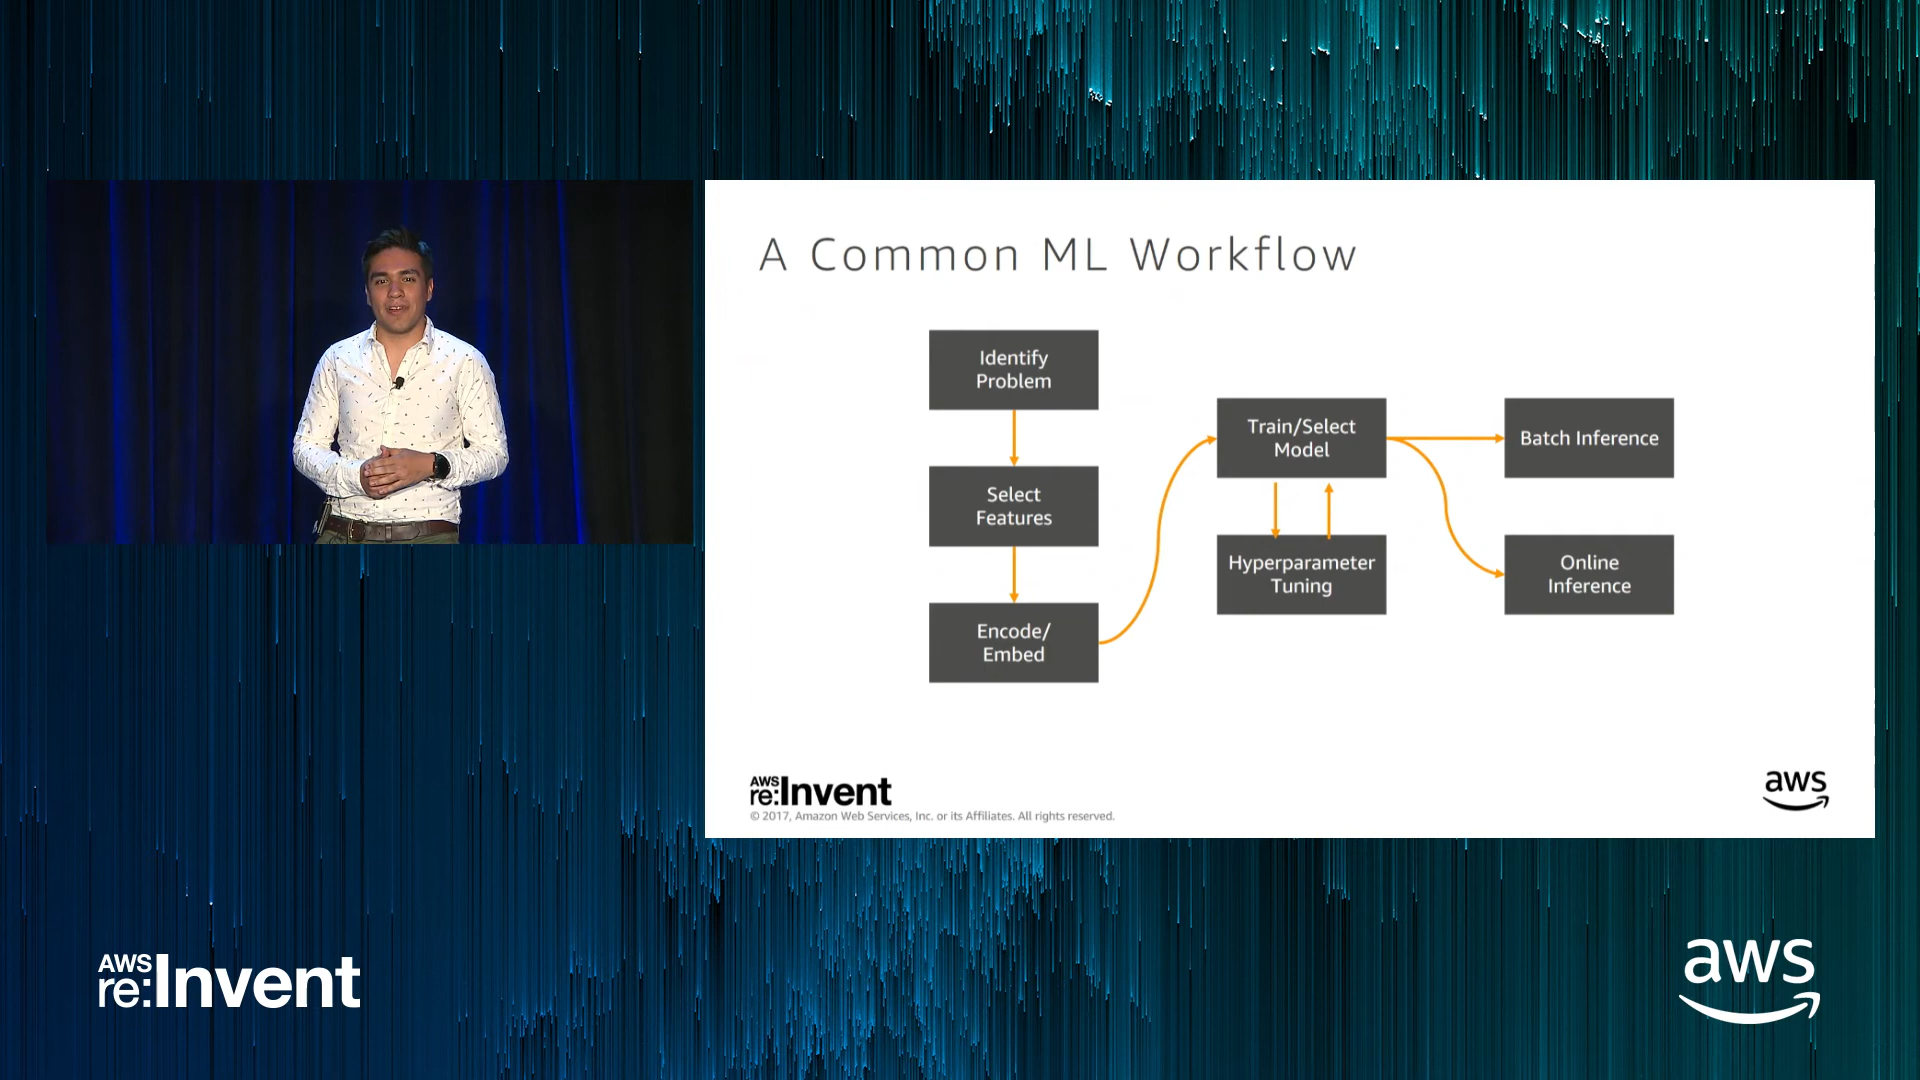 A Common ML Workflow
Identify
Problem
Select
Features
Encode/
Embed
Train/Select
Model
Hyperparameter
Tuning
Batch Inference
Online
Inference
AWS
re:Invent
© 2017, Amazon Web Services, Inc. or its Affiliates. All rights reserved.
aws
AWS
re:Invent
aws